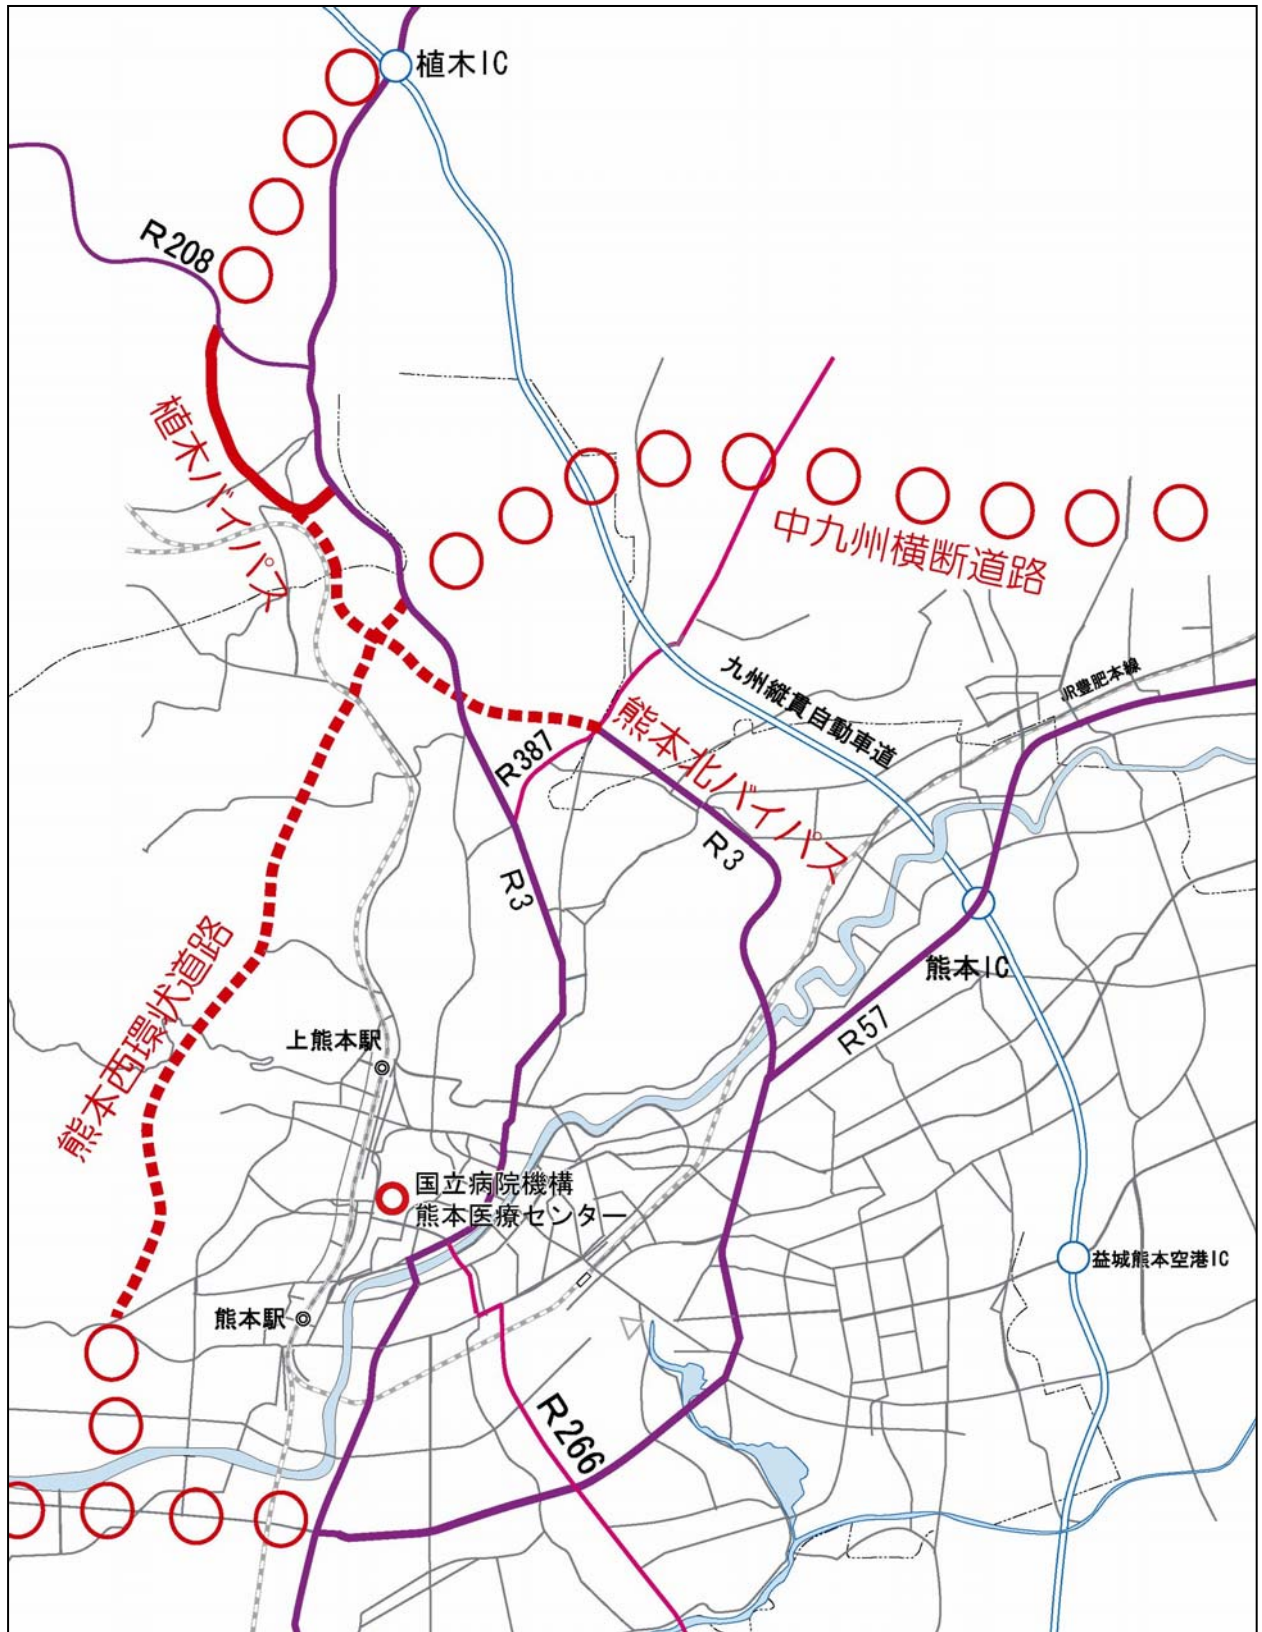 植木IC
R208
植木バイパス
中九州横断道路
九州縦貫自動車道
JR豊肥本線
熊本北バイパス
R387
R3
R3
熊本IC
R57
熊本西環状道路
上熊本駅
国立病院機構
熊本医療センター
益城熊本空港IC
熊本駅
R266